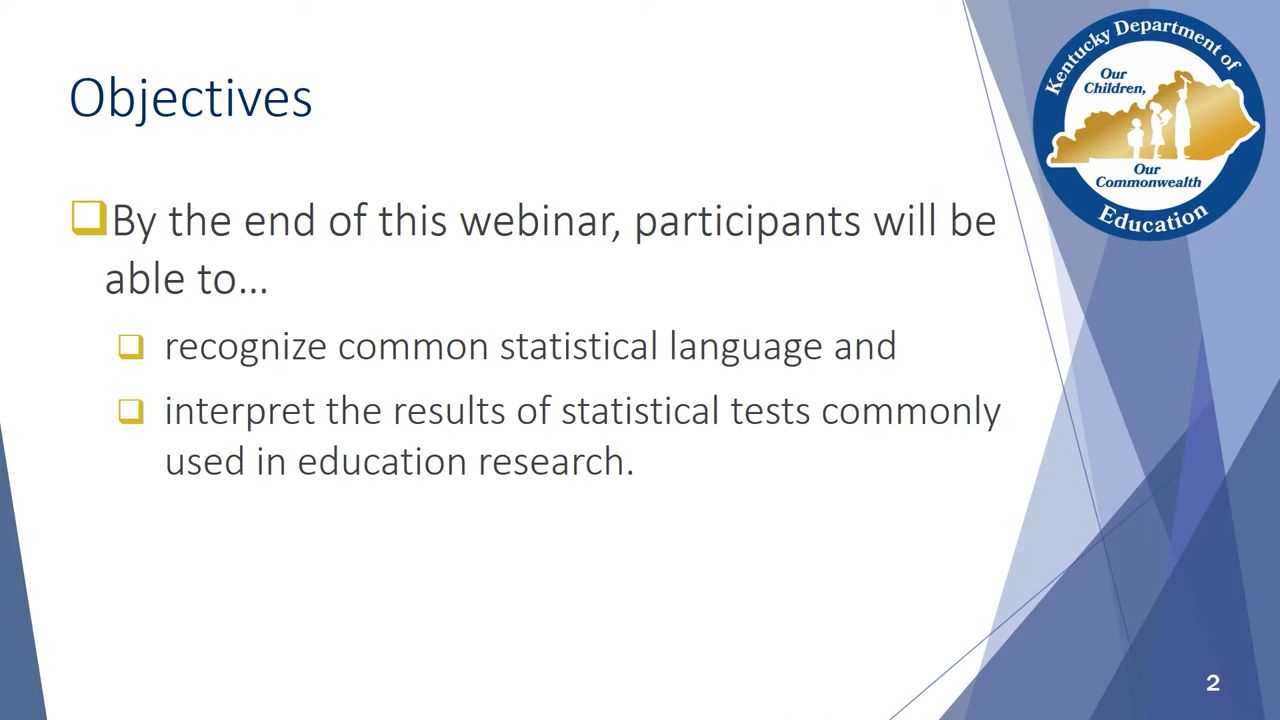 Objectives
By the end of this webinar, participants will be
able to…
recognize common statistical language and
interpret the results of statistical tests commonly
used in education research.
Kentucky Department of
Our
Children,
Our
Commonwealth
Education
2